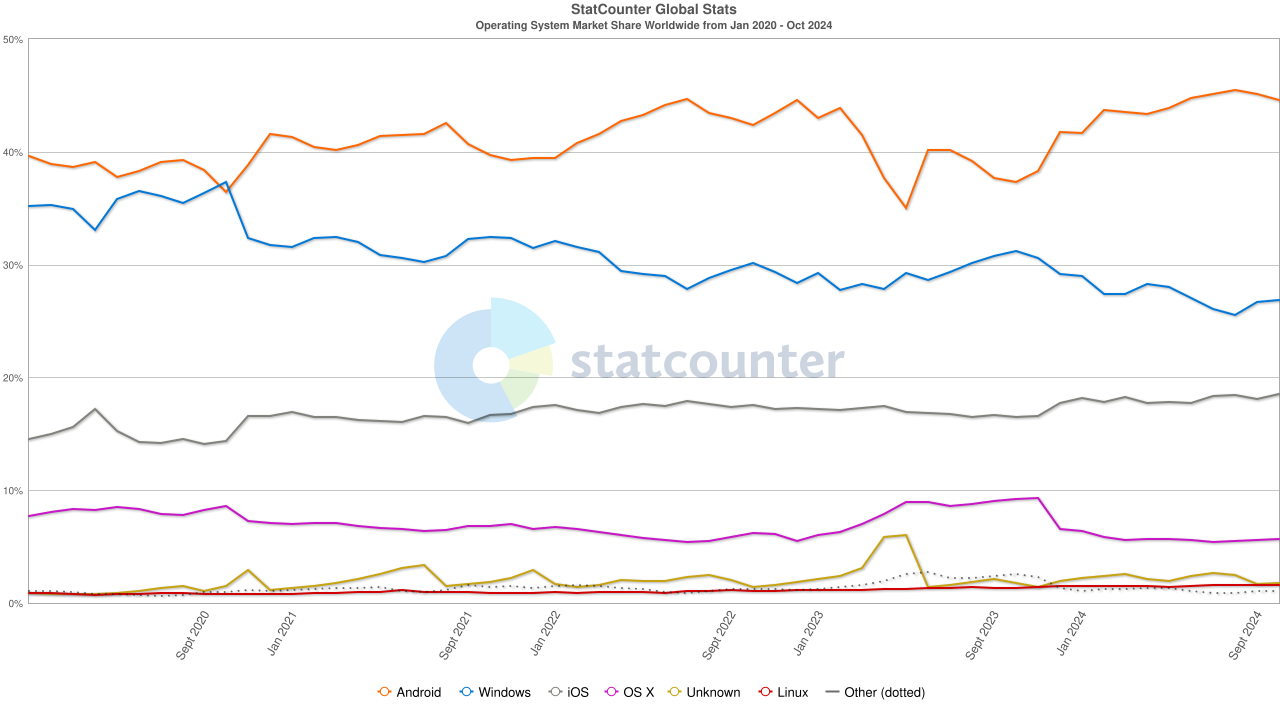 StatCounter Global Stats
Operating System Market Share Worldwide from Jan 2020 - Oct 2024
50%
40%
30%
20%
10%
0%
statcounter
Sept 2020 Jan 2021 Sept 2021 Jan 2022 Sept 2022 Jan 2023 Sept 2023 Jan 2024 Sept 2024
Android Windows iOS OS X Unknown Linux Other (dotted)